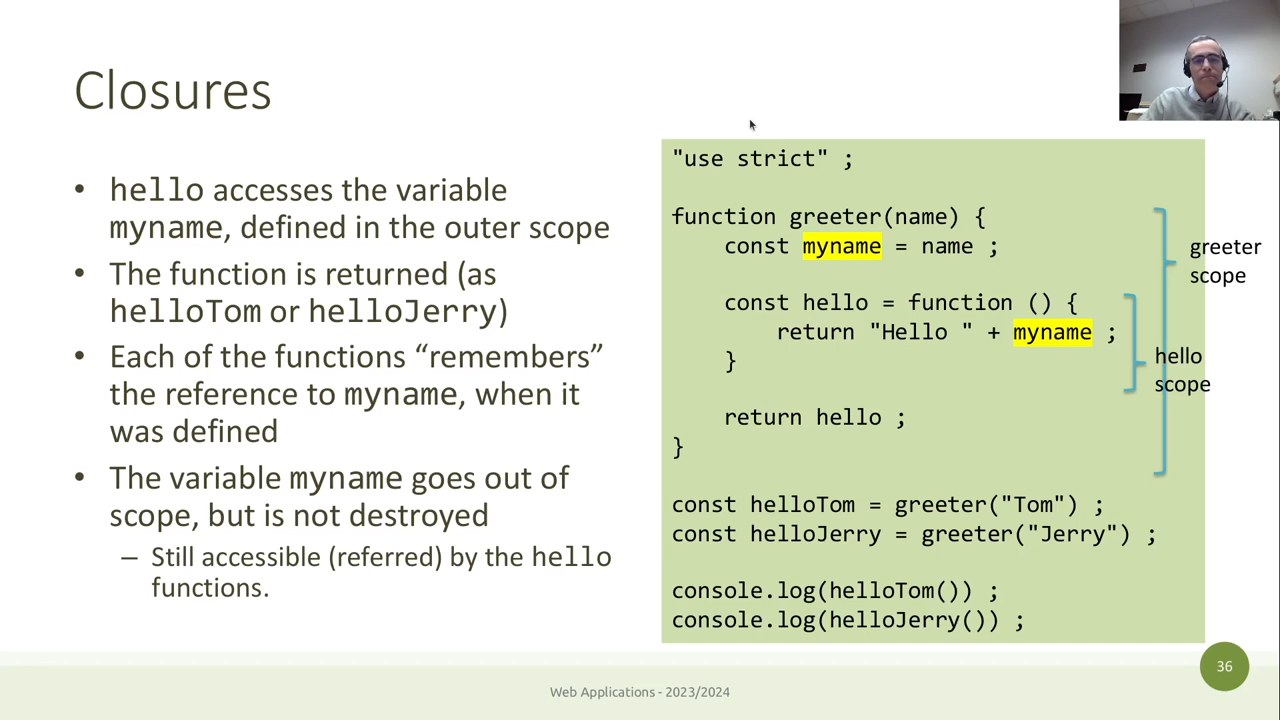 Closures
• hello accesses the variable
myname, defined in the outer scope
• The function is returned (as
helloTom or helloJerry)
• Each of the functions “remembers”
the reference to myname, when it
was defined
• The variable myname goes out of
scope, but is not destroyed
– Still accessible (referred) by the hello
functions.
"use strict" ;
function greeter(name) {
    const myname = name ;
    const hello = function () {
        return "Hello " + myname ;
    }
    return hello ;
}
const helloTom = greeter("Tom") ;
const helloJerry = greeter("Jerry") ;
console.log(helloTom()) ;
console.log(helloJerry()) ;
greeter
scope
hello
scope
Web Applications - 2023/2024
36